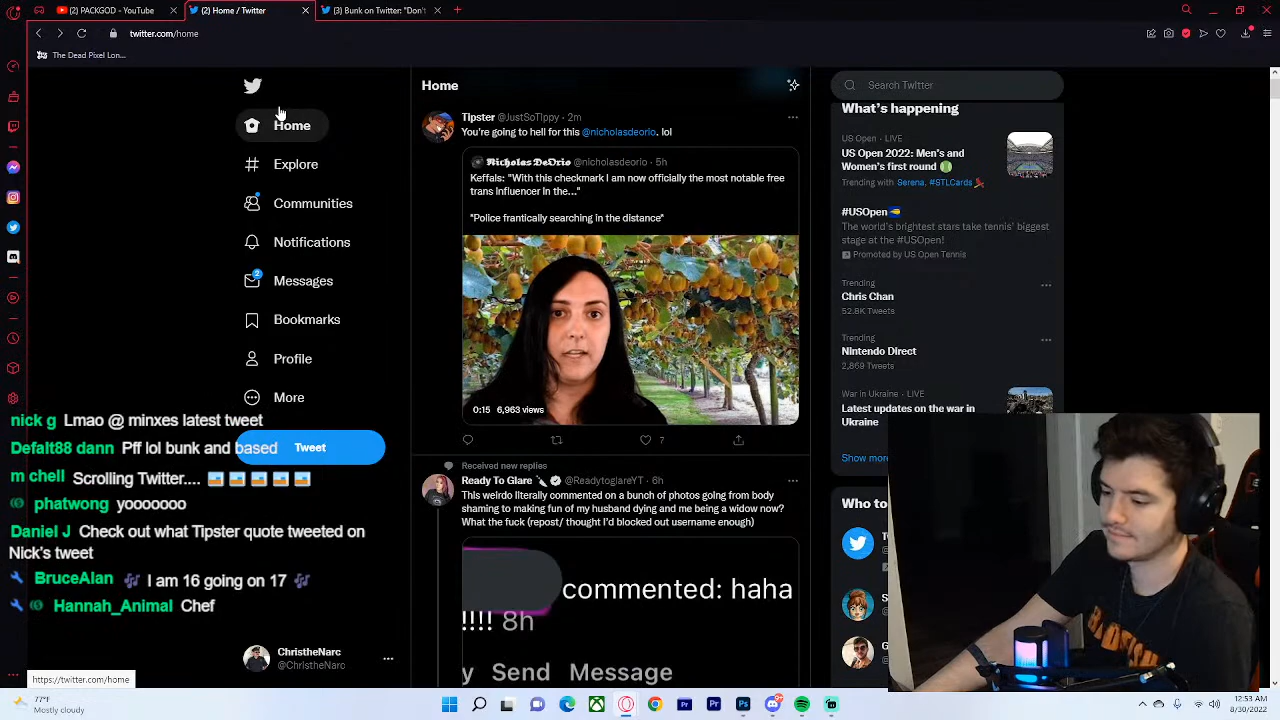 (2) PACKGOD - YouTube
(2) Home / Twitter
(3) Bunk on Twitter: "Don't
twitter.com/home
The Dead Pixel Lon...
Home
Explore
Communities
Notifications
2
Messages
Bookmarks
Profile
More
Tweet
nick g Lmao @ minxes latest tweet
Defalt88 dann Pff lol bunk and based
m chell Scrolling Twitter....
phatwong yooooooo
Daniel J Check out what Tipster quote tweeted on
Nick's tweet
BruceAlan 🎶 I am 16 going on 17 🎶
Hannah_Animal Chef
ChristheNarc
@ChristheNarc
https://twitter.com/home
Home
Tipster @JustSoTippy · 2m
You're going to hell for this @nicholasdeorio. lol
Nicholas DeOrio @nicholasdeorio · 5h
Keffals: "With this checkmark I am now officially the most notable free
trans influencer in the..."
"Police frantically searching in the distance"
0:15 6,963 views
7
Received new replies
Ready To Glare @ReadytoglareYT · 6h
This weirdo literally commented on a bunch of photos going from body
shaming to making fun of my husband dying and me being a widow now?
What the fuck (repost/ thought I'd blocked out username enough)
commented: haha
!!!! 8h
y Send Message
Search Twitter
What's happening
US Open · LIVE
US Open 2022: Men's and
Women's first round
Trending with Serena, #9TLCards
#USOpen
The world's brightest stars take tennis' biggest
stage at the #USOpen!
Promoted by US Open Tennis
Trending
Chris Chan
52.8K Tweets
Trending
Nintendo Direct
2,869 Tweets
War in Ukraine · LIVE
Latest updates on the war in
Ukraine
Show more
Who to
77°F
Mostly cloudy
12:53 AM
8/30/2022